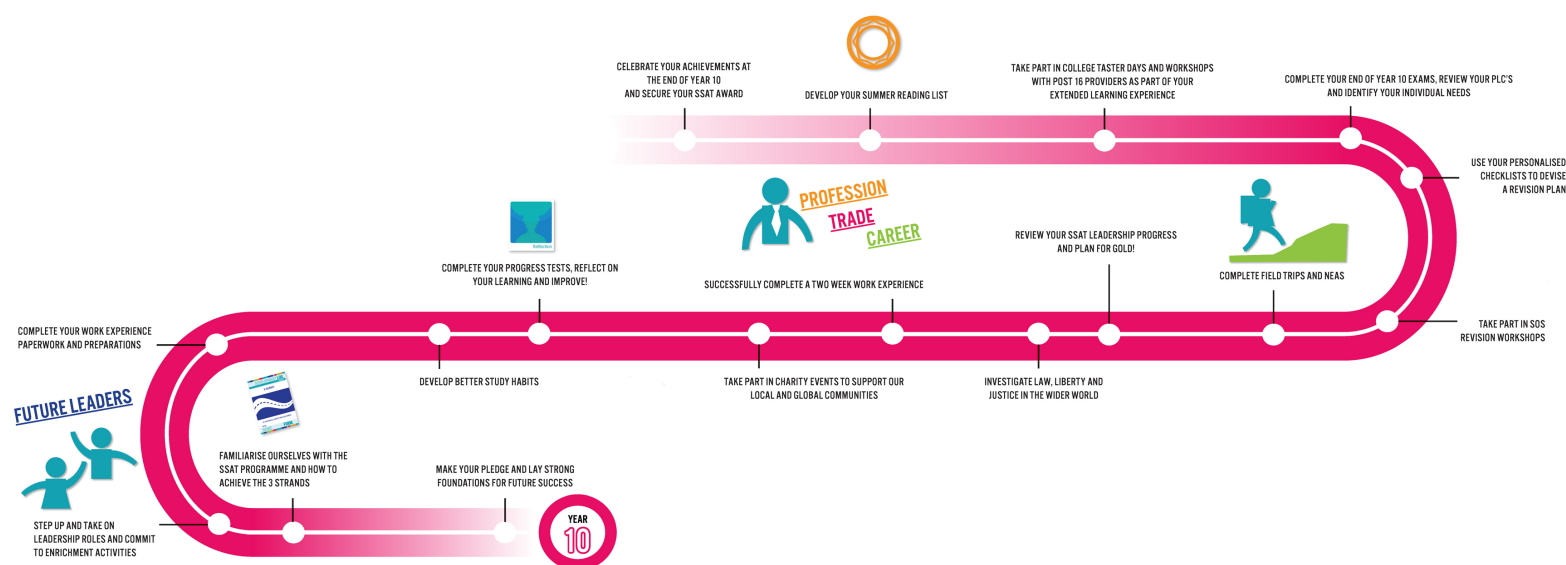 CELEBRATE YOUR ACHIEVEMENTS AT
THE END OF YEAR 10
AND SECURE YOUR SSAT AWARD
DEVELOP YOUR SUMMER READING LIST
TAKE PART IN COLLEGE TASTER DAYS AND WORKSHOPS
WITH POST 16 PROVIDERS AS PART OF YOUR
EXTENDED LEARNING EXPERIENCE
COMPLETE YOUR END OF YEAR 10 EXAMS, REVIEW YOUR PLC'S
AND IDENTIFY YOUR INDIVIDUAL NEEDS
USE YOUR PERSONALISED
CHECKLISTS TO DEVISE
A REVISION PLAN
PROFESSION
TRADE
CAREER
Reflection
COMPLETE YOUR PROGRESS TESTS, REFLECT ON
YOUR LEARNING AND IMPROVE!
SUCCESSFULLY COMPLETE A TWO WEEK WORK EXPERIENCE
REVIEW YOUR SSAT LEADERSHIP PROGRESS
AND PLAN FOR GOLD!
COMPLETE FIELD TRIPS AND NEAS
TAKE PART IN SOS
REVISION WORKSHOPS
COMPLETE YOUR WORK EXPERIENCE
PAPERWORK AND PREPARATIONS
DEVELOP BETTER STUDY HABITS
TAKE PART IN CHARITY EVENTS TO SUPPORT OUR
LOCAL AND GLOBAL COMMUNITIES
INVESTIGATE LAW, LIBERTY AND
JUSTICE IN THE WIDER WORLD
FUTURE LEADERS
FAMILIARISE OURSELVES WITH THE
SSAT PROGRAMME AND HOW TO
ACHIEVE THE 3 STRANDS
MAKE YOUR PLEDGE AND LAY STRONG
FOUNDATIONS FOR FUTURE SUCCESS
STEP UP AND TAKE ON
LEADERSHIP ROLES AND COMMIT
TO ENRICHMENT ACTIVITIES
YEAR
10